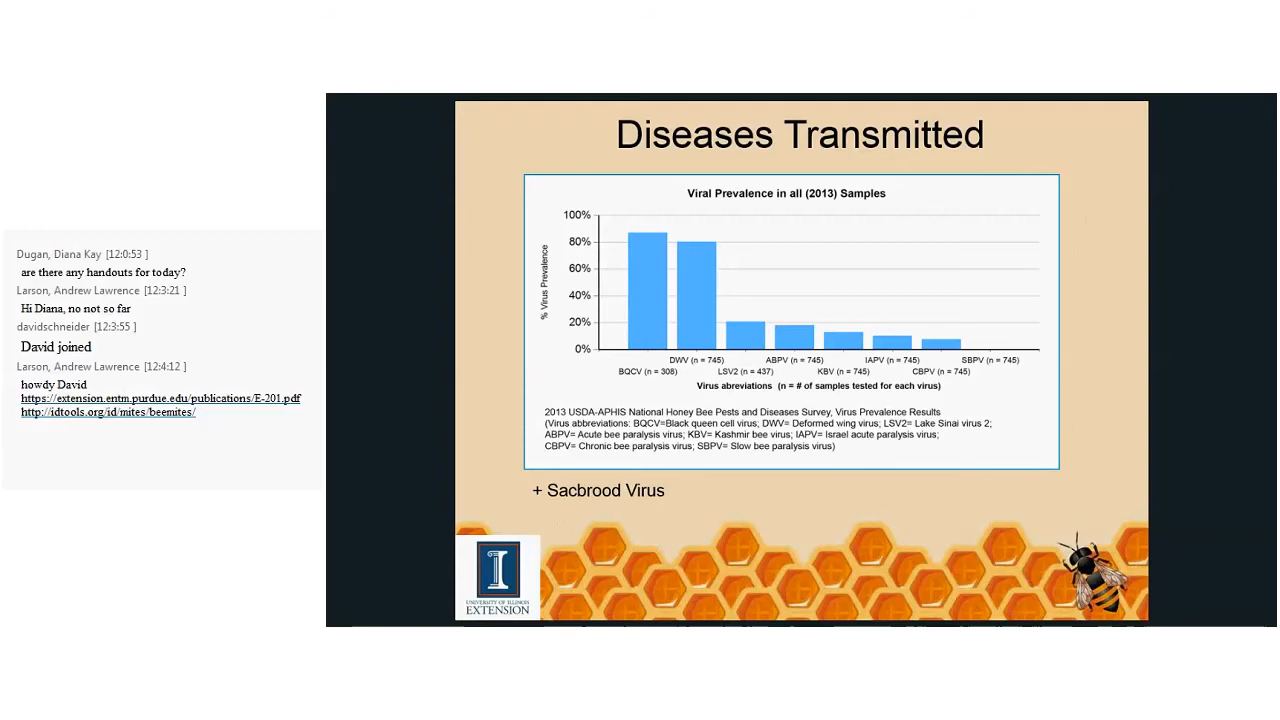 Dugan, Diana Kay [12:0:53 ]
are there any handouts for today?
Larson, Andrew Lawrence [12:3:21 ]
Hi Diana, no not so far
davidschneider [12:3:55 ]
David joined
Larson, Andrew Lawrence [12:4:12 ]
howdy David
https://extension.entm.purdue.edu/publications/E-201.pdf
http://idtools.org/id/mites/beemites/
Diseases Transmitted
Viral Prevalence in all (2013) Samples
% Virus Prevalence
100%
80%
60%
40%
20%
0%
DWV (n = 745) ABPV (n = 745) IAPV (n = 745) SBPV (n = 745)
BQCV (n = 308) LSV2 (n = 437) KBV (n = 745) CBPV (n = 745)
Virus abreviations (n = # of samples tested for each virus)
2013 USDA-APHIS National Honey Bee Pests and Diseases Survey, Virus Prevalence Results
(Virus abbreviations: BQCV=Black queen cell virus; DWV= Deformed wing virus; LSV2= Lake Sinai virus 2;
ABPV= Acute bee paralysis virus; KBV= Kashmir bee virus; IAPV= Israel acute paralysis virus;
CBPV= Chronic bee paralysis virus; SBPV= Slow bee paralysis virus)
+ Sacbrood Virus
I
UNIVERSITY OF ILLINOIS
EXTENSION